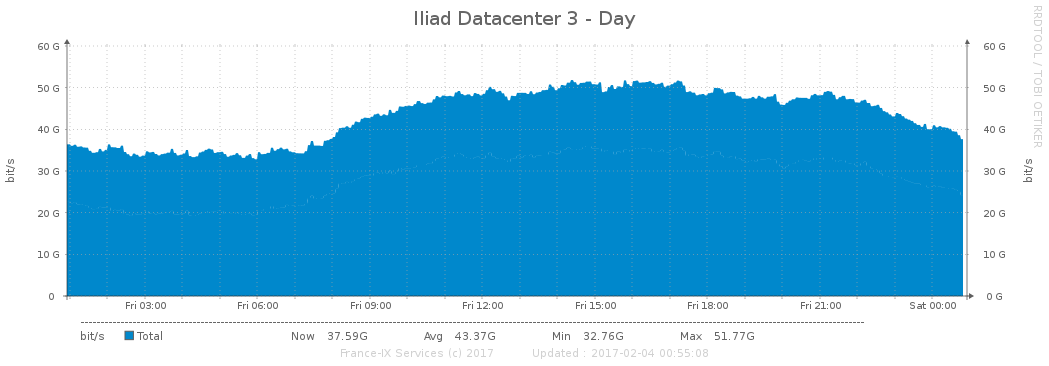 Iliad Datacenter 3 - Day
RRDTOOL / TOBI OETIKER
bit/s
60 G 60 G
50 G 50 G
40 G 40 G
30 G 30 G
20 G 20 G
10 G 10 G
0 0 G
bit/s
Fri 03:00 Fri 06:00 Fri 09:00 Fri 12:00 Fri 15:00 Fri 18:00 Fri 21:00 Sat 00:00
bit/s Total Now 37.59G Avg 43.37G Min 32.76G Max 51.77G
France-IX Services (c) 2017 Updated : 2017-02-04 00:55:08